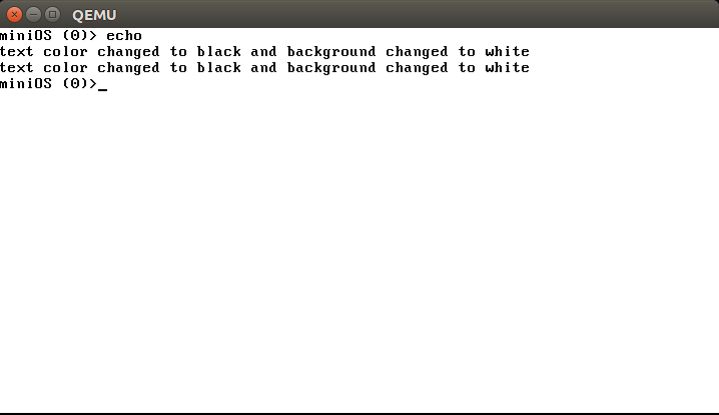 QEMU
miniOS (0)> echo
text color changed to black and background changed to white
text color changed to black and background changed to white
miniOS (0)>_